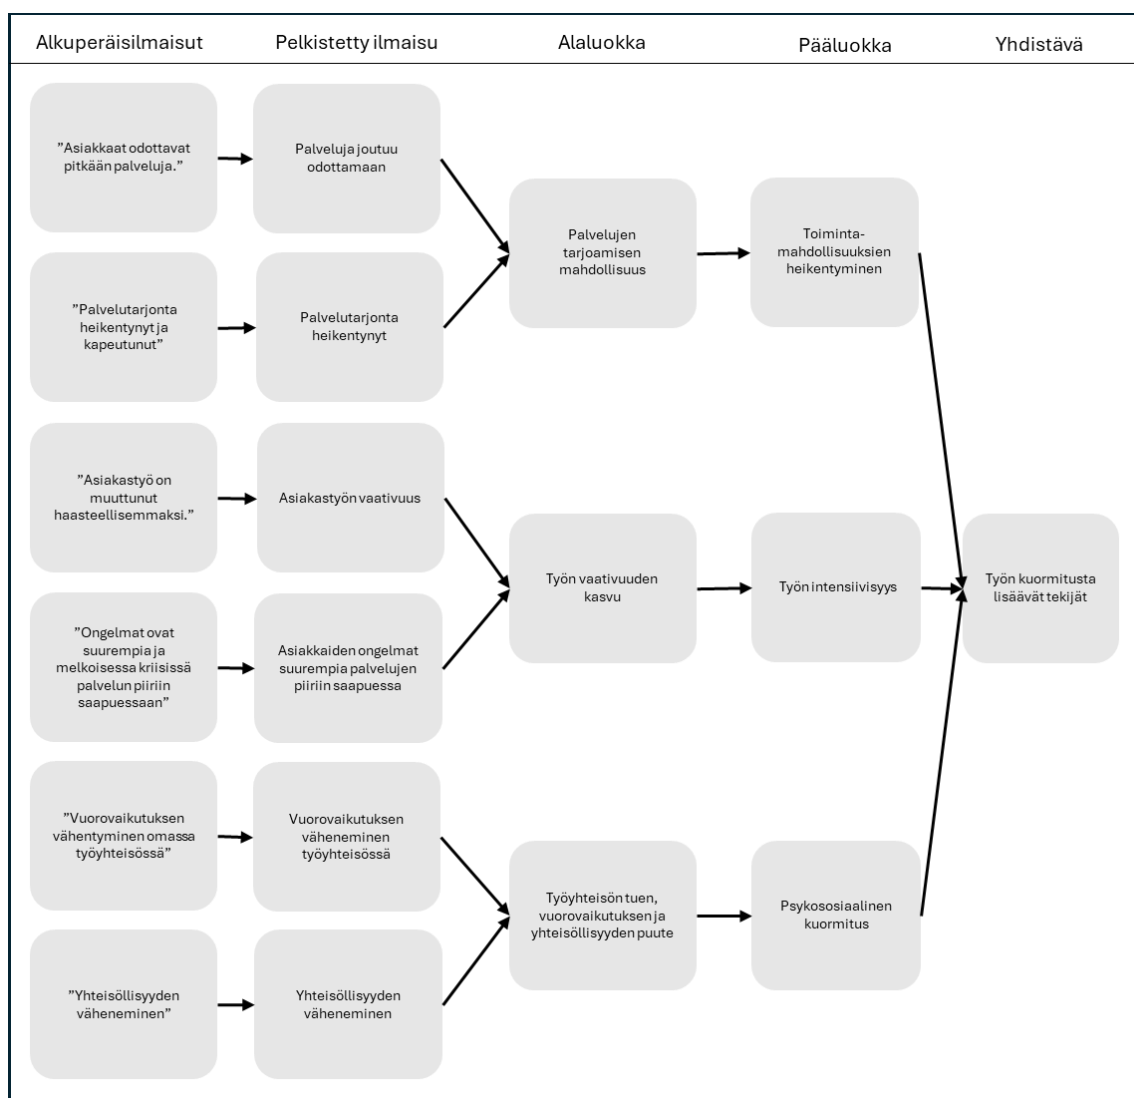 Alkuperäisilmaisut
Pelkistetty ilmaisu
Alaluokka
Pääluokka
Yhdistävä
”Asiakkaat odottavat
pitkään palveluja.”
Palveluja joutuu
odottamaan
Palvelujen
tarjoamisen
mahdollisuus
Toiminta-
mahdollisuuksien
heikentyminen
”Palvelutarjonta
heikentynyt ja
kapeutunut”
Palvelutarjonta
heikentynyt
”Asiakastyö on
muuttunut
haasteellisemmaksi.”
Asiakastyön vaativuus
Työn vaativuuden
kasvu
Työn intensiivisyys
Työn kuormitusta
lisäävät tekijät
”Ongelmat ovat
suurempia ja
melkoisessa kriisissä
palvelun piiriin
saapuessaan”
Asiakkaiden ongelmat
suurempia palvelujen
piiriin saapuessa
”Vuorovaikutuksen
vähentyminen omassa
työyhteisössä”
Vuorovaikutuksen
väheneminen
työyhteisössä
Työyhteisön tuen,
vuorovaikutuksen ja
yhteisöllisyyden puute
Psykososiaalinen
kuormitus
”Yhteisöllisyyden
väheneminen”
Yhteisöllisyyden
väheneminen